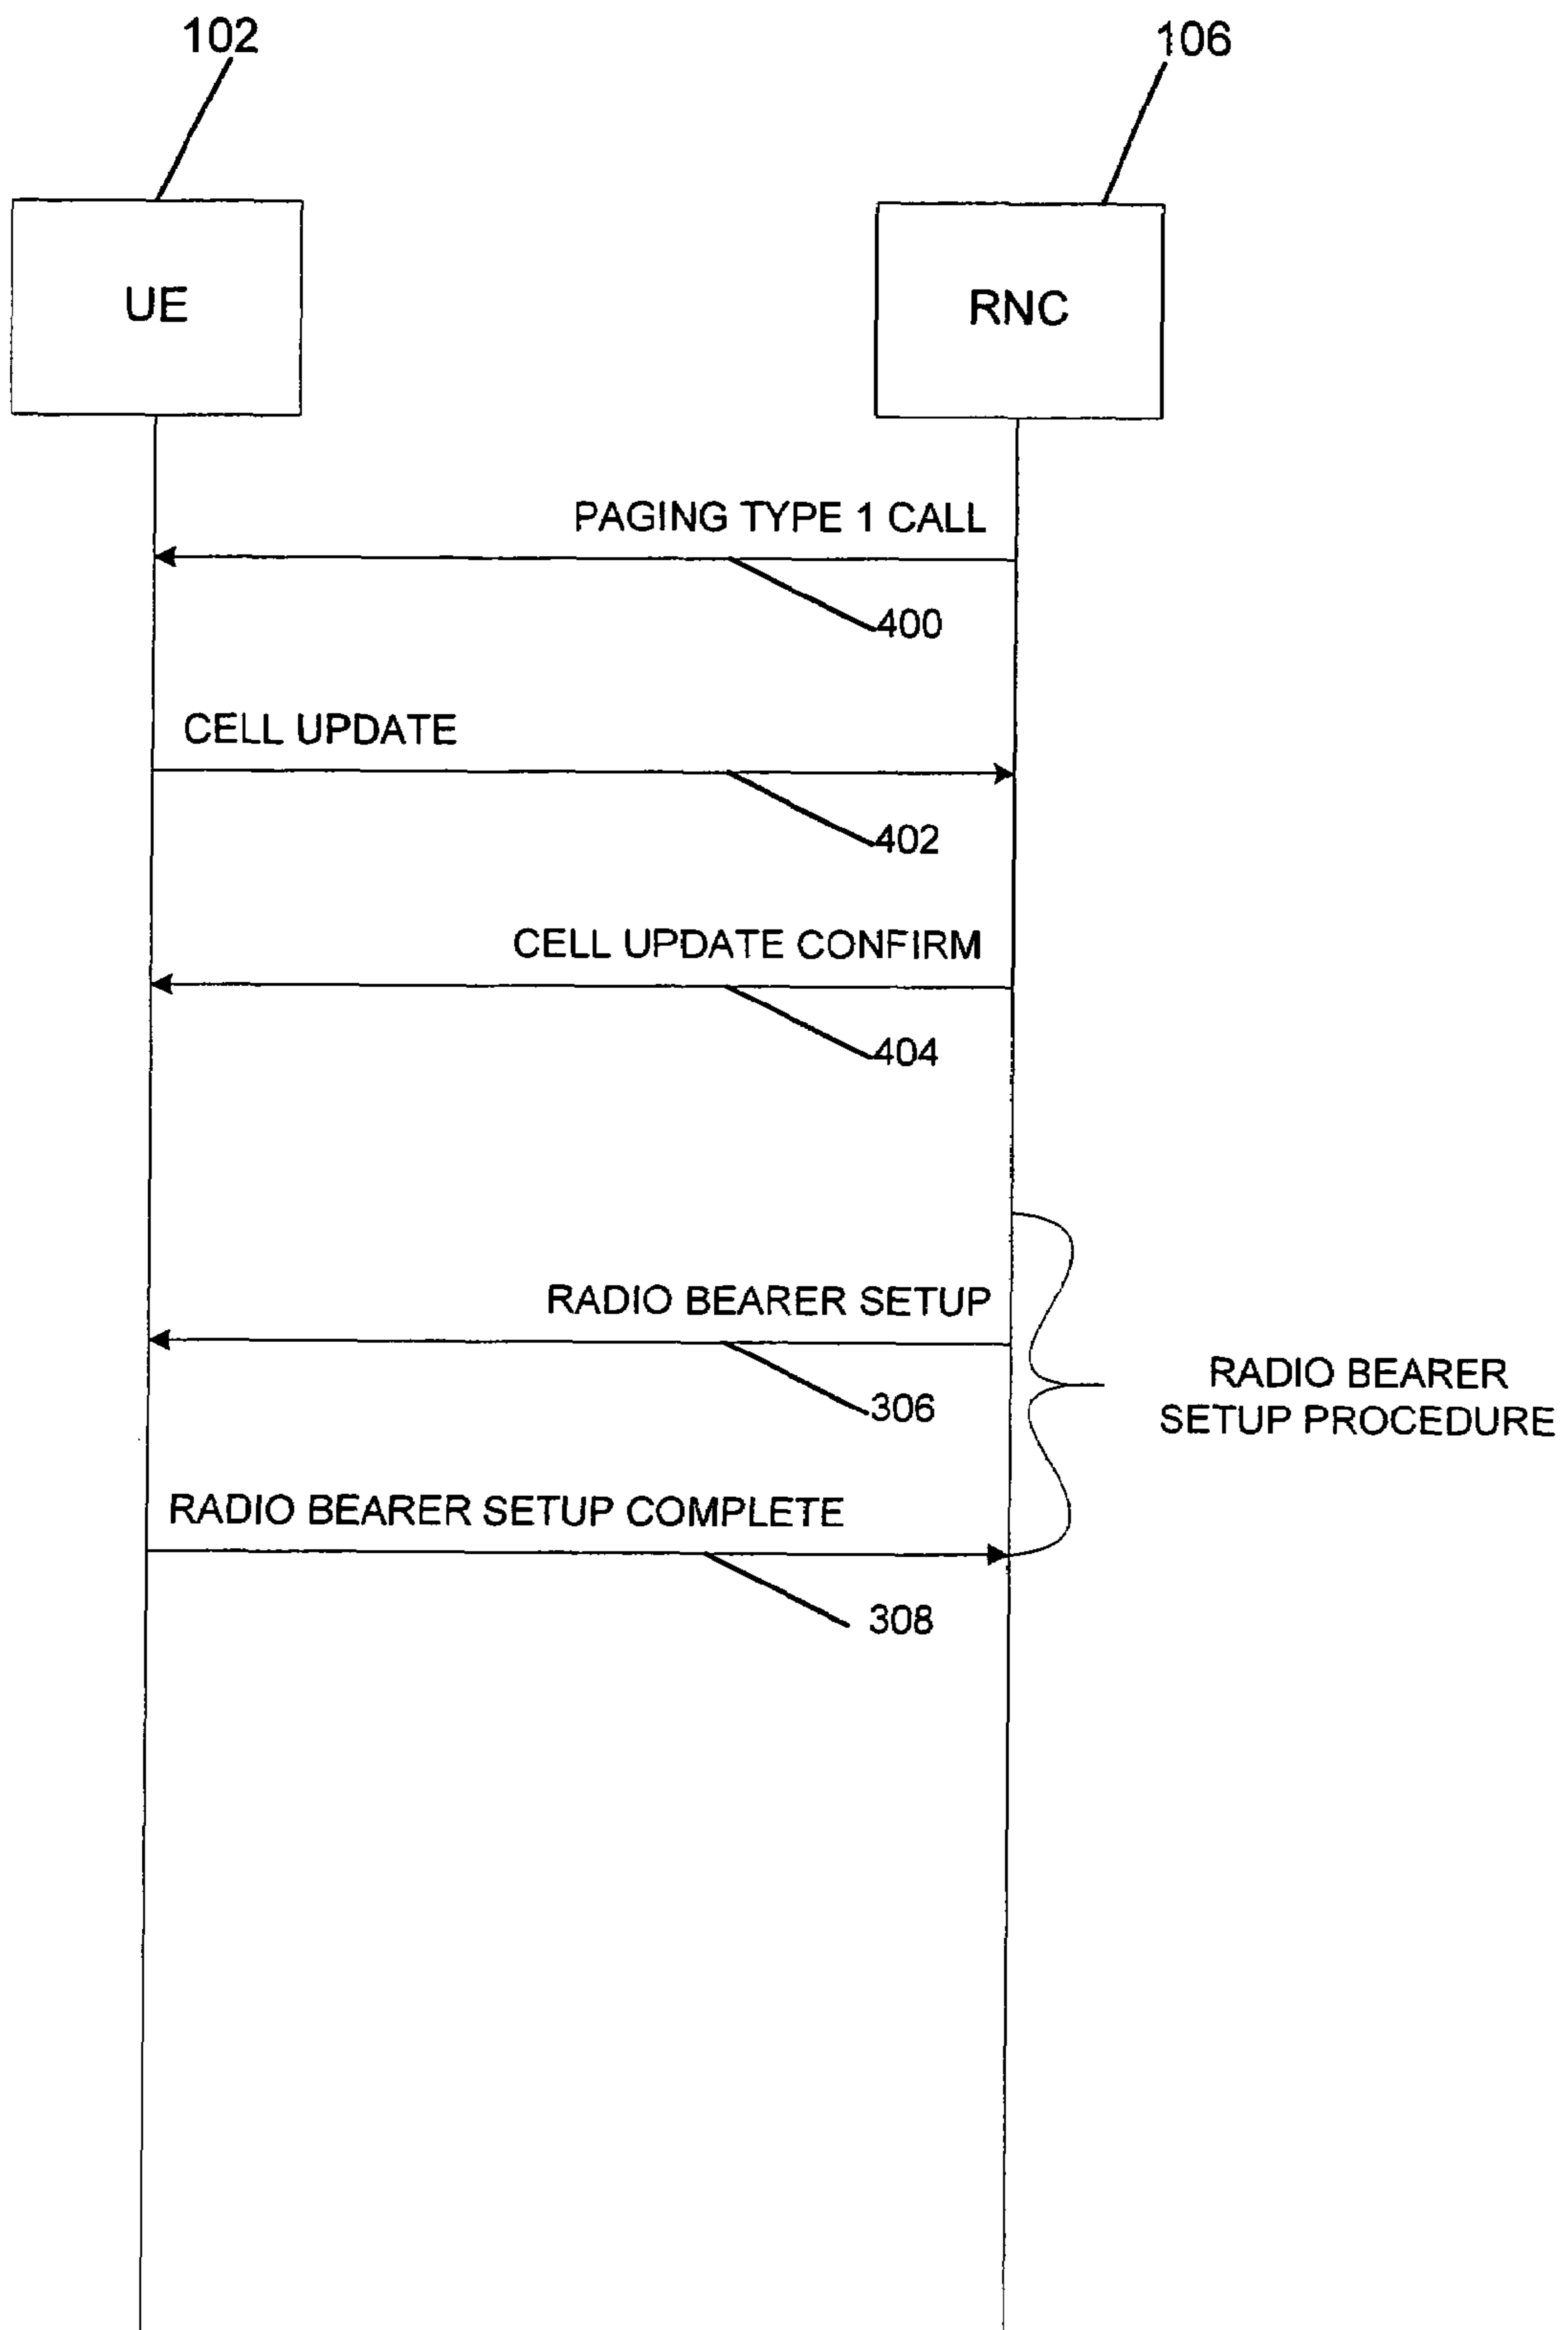 102
106
UE
RNC
PAGING TYPE 1 CALL
400
CELL UPDATE
402
CELL UPDATE CONFIRM
404
RADIO BEARER SETUP
306
RADIO BEARER
SETUP PROCEDURE
RADIO BEARER SETUP COMPLETE
308